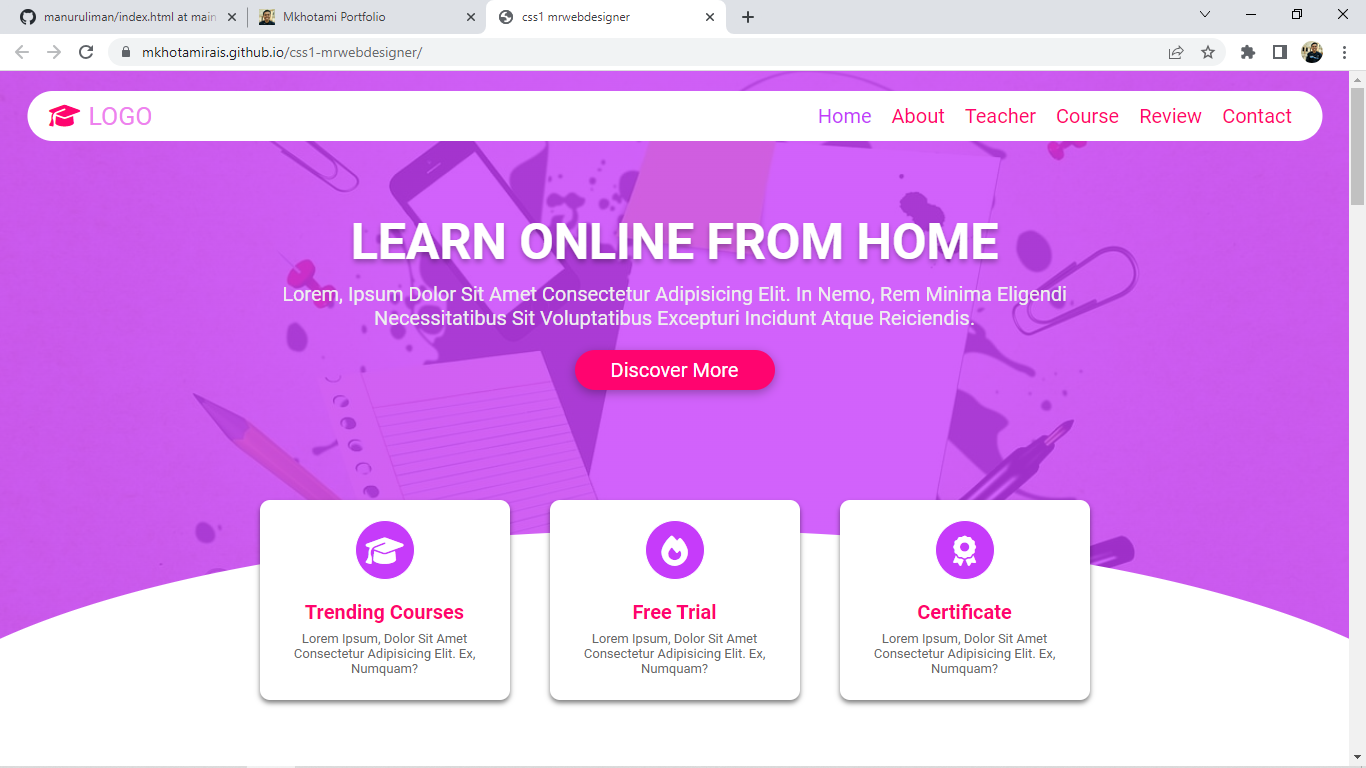 manuruliman/index.html at main
Mkhotami Portfolio
css1 mrwebdesigner
mkhotamirais.github.io/css1-mrwebdesigner/
LOGO
Home About Teacher Course Review Contact
LEARN ONLINE FROM HOME
Lorem, Ipsum Dolor Sit Amet Consectetur Adipisicing Elit. In Nemo, Rem Minima Eligendi
Necessitatibus Sit Voluptatibus Excepturi Incidunt Atque Reiciendis.
Discover More
Trending Courses
Lorem Ipsum, Dolor Sit Amet
Consectetur Adipisicing Elit. Ex,
Numquam?
Free Trial
Lorem Ipsum, Dolor Sit Amet
Consectetur Adipisicing Elit. Ex,
Numquam?
Certificate
Lorem Ipsum, Dolor Sit Amet
Consectetur Adipisicing Elit. Ex,
Numquam?